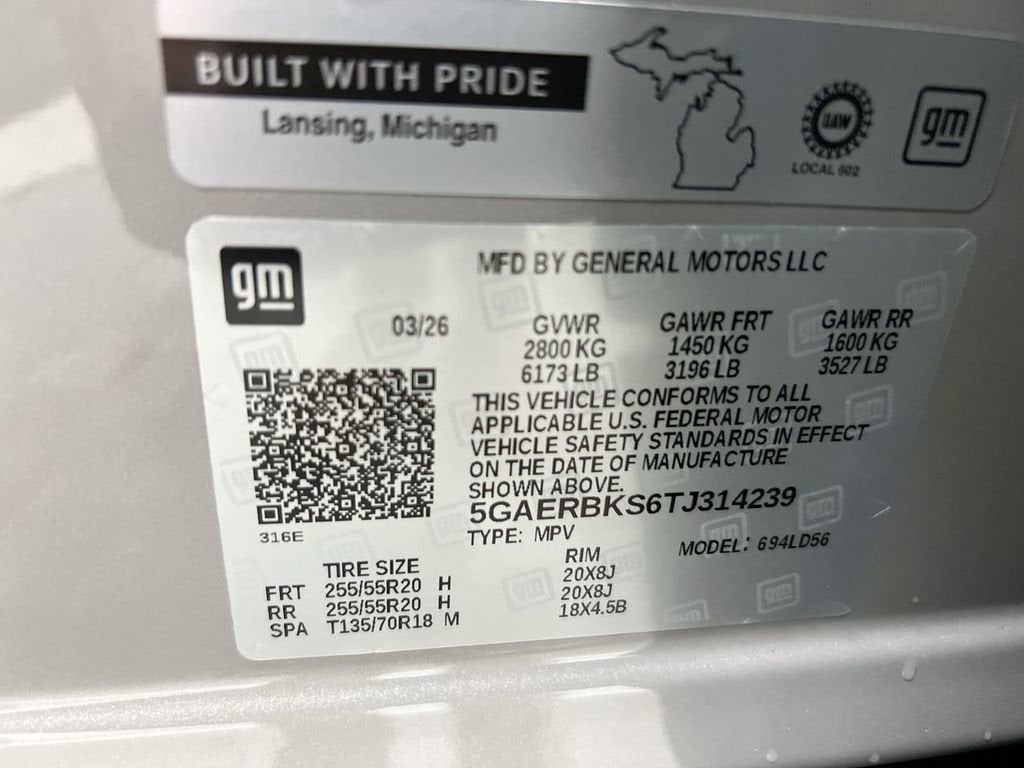 BUILT WITH PRIDE
Lansing, Michigan
UAW
LOCAL 602
gm
gm
MFD BY GENERAL MOTORS LLC
03/26 GVWR GAWR FRT GAWR RR
2800 KG 1450 KG 1600 KG
6173 LB 3196 LB 3527 LB
THIS VEHICLE CONFORMS TO ALL
APPLICABLE U.S. FEDERAL MOTOR
VEHICLE SAFETY STANDARDS IN EFFECT
ON THE DATE OF MANUFACTURE
SHOWN ABOVE.
5GAERBKS6TJ314239
316E
TYPE: MPV MODEL: 694LD56
TIRE SIZE RIM
FRT 255/55R20 H 20X8J
RR 255/55R20 H 20X8J
SPA T135/70R18 M 18X4.5B